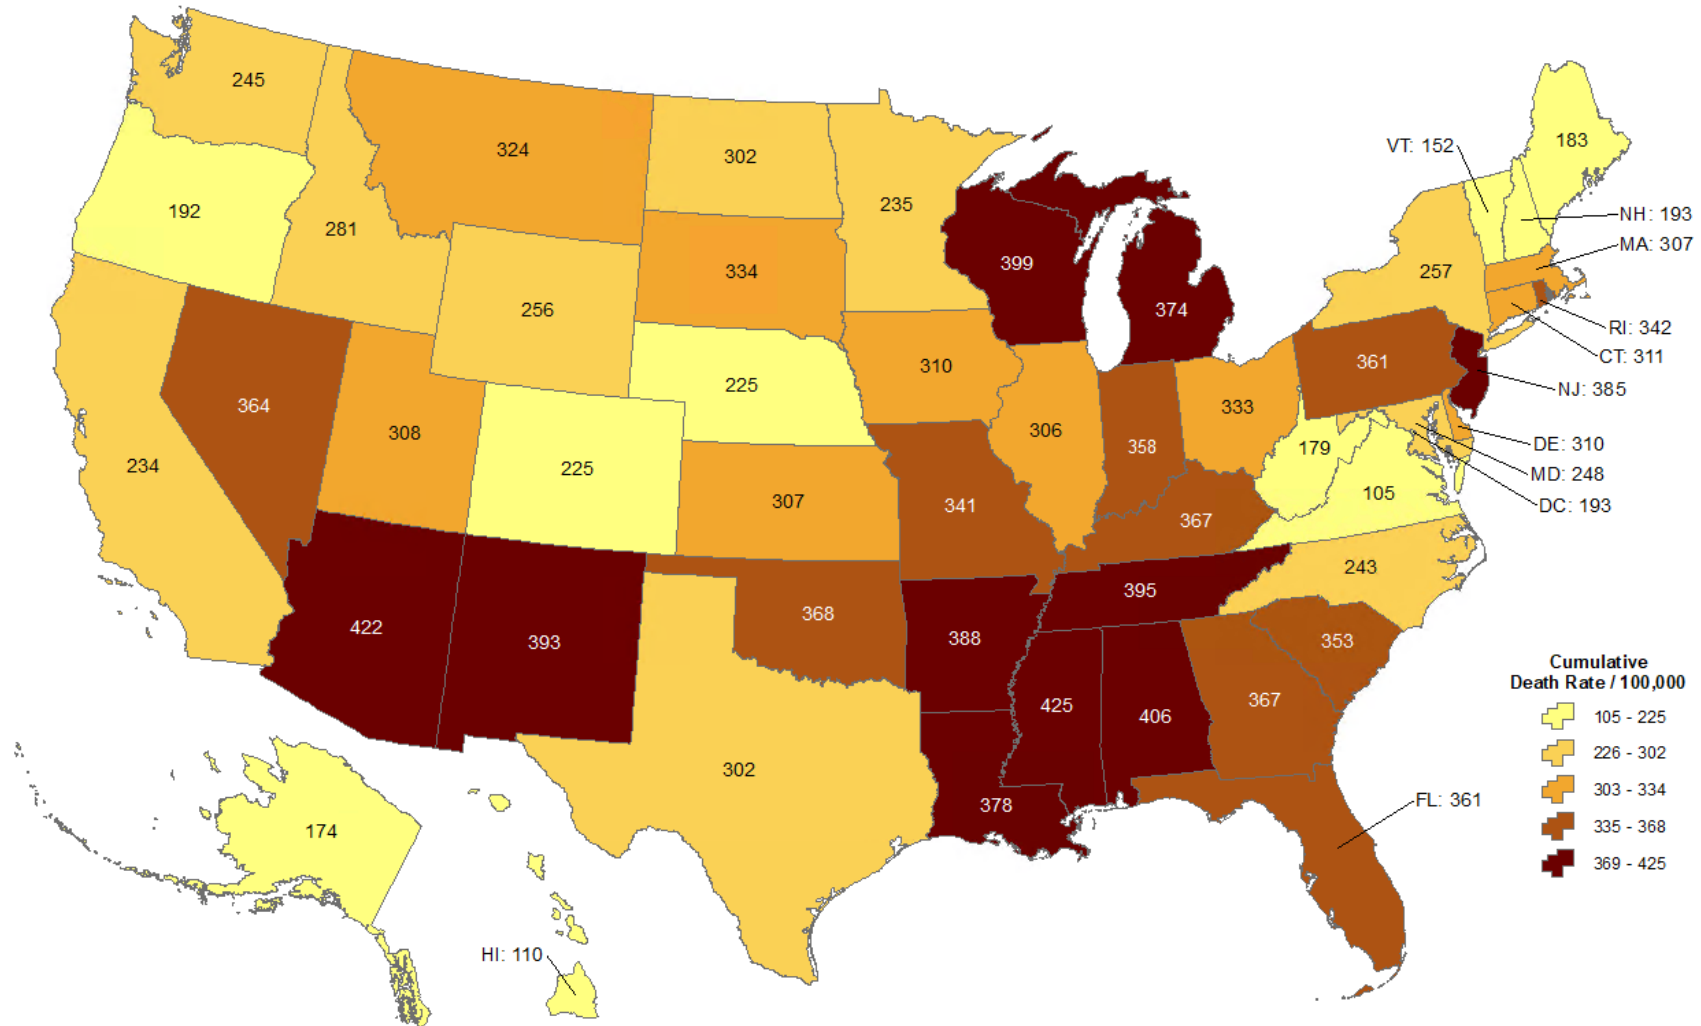 245
324
302
235
183
VT: 152
192
281
334
399
374
257
NH: 193
MA: 307
256
RI: 342
CT: 311
NJ: 385
310
361
225
364
308
306
358
333
DE: 310
MD: 248
DC: 193
234
225
307
341
367
179
105
243
422
393
368
388
395
353
302
425
406
367
378
FL: 361
174
HI: 110
Cumulative
Death Rate / 100,000
105 - 225
226 - 302
303 - 334
335 - 368
369 - 425